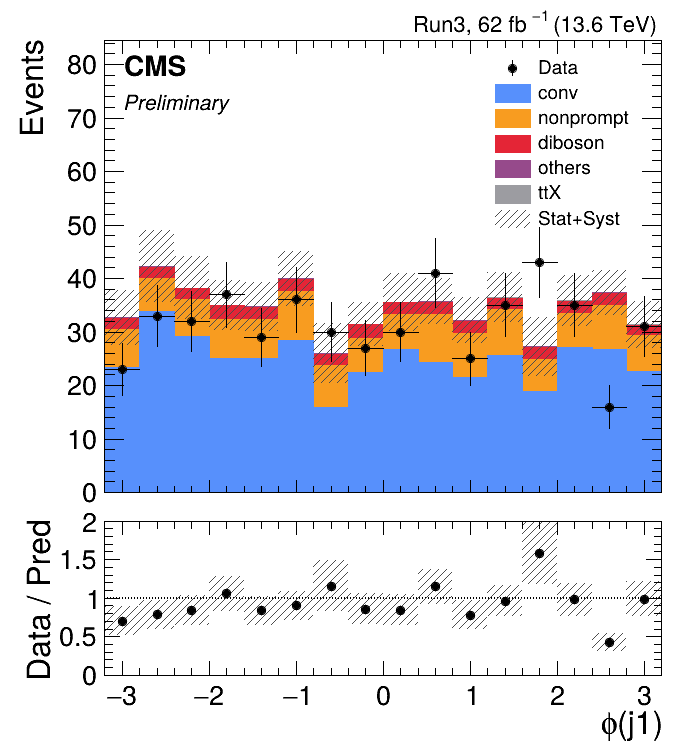 Run3, 62 fb⁻¹ (13.6 TeV)
CMS
Preliminary
Data
conv
nonprompt
diboson
others
ttX
Stat+Syst
Events
80
70
60
50
40
30
20
10
0
Data / Pred
2
1.5
1
0.5
0
−3 −2 −1 0 1 2 3
ϕ(j1)